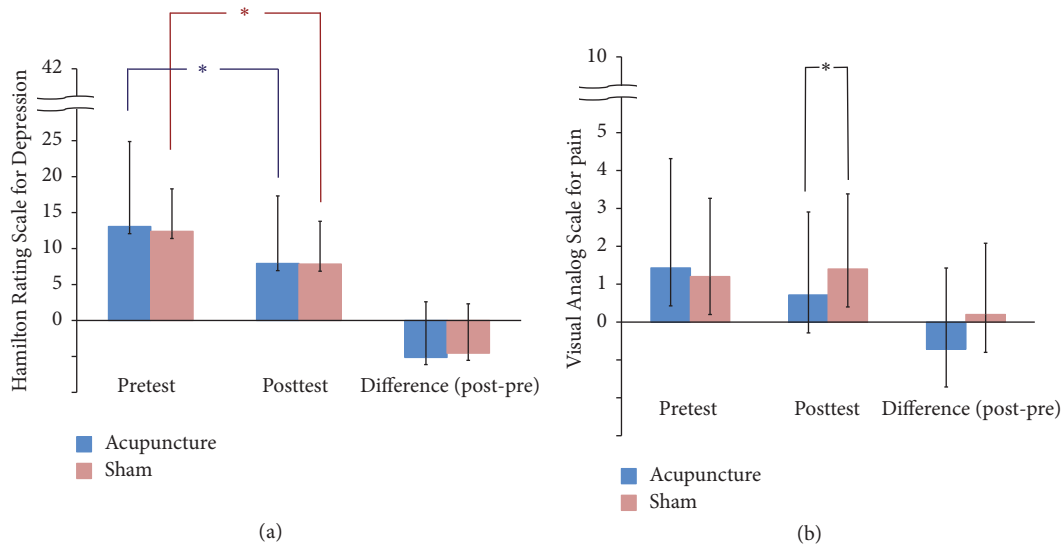 Hamilton Rating Scale for Depression
42
25
20
15
10
5
0
*
*
Pretest
Posttest
Difference (post-pre)
Acupuncture
Sham
(a)
Visual Analog Scale for pain
10
5
4
3
2
1
0
*
Pretest
Posttest
Difference (post-pre)
Acupuncture
Sham
(b)